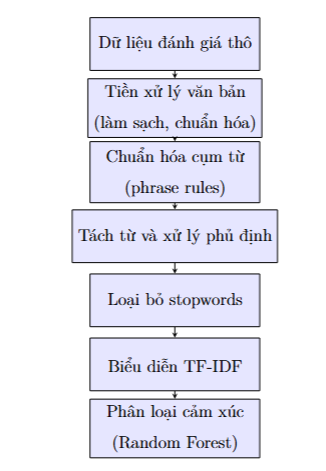 Dữ liệu đánh giá thô
Tiền xử lý văn bản
(làm sạch, chuẩn hóa)
Chuẩn hóa cụm từ
(phrase rules)
Tách từ và xử lý phủ định
Loại bỏ stopwords
Biểu diễn TF-IDF
Phân loại cảm xúc
(Random Forest)